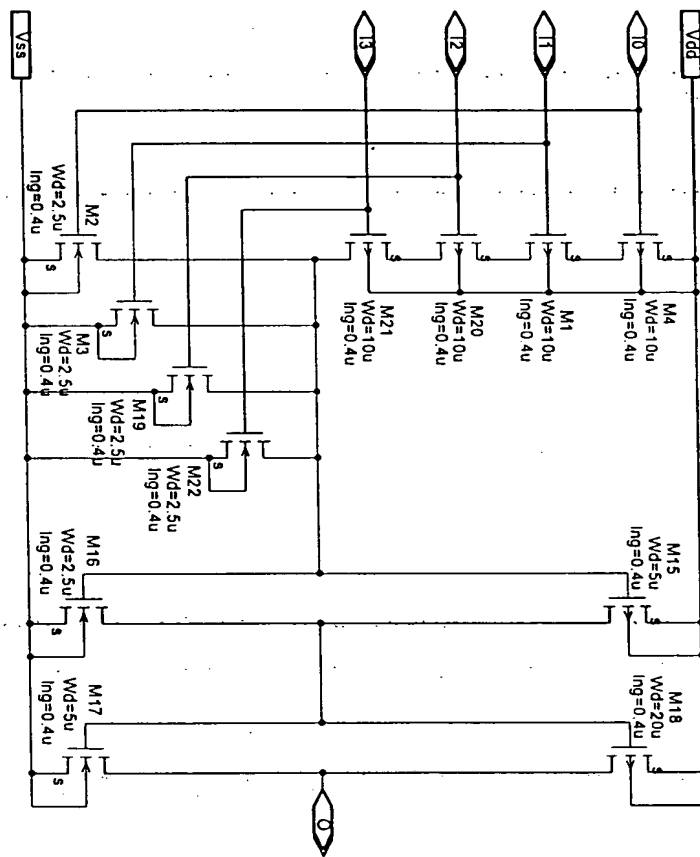 Vdd
I0
I1
I2
I3
Vss
M4
Wd=10u
lng=0.4u
M1
Wd=10u
lng=0.4u
M20
Wd=10u
lng=0.4u
M21
Wd=10u
lng=0.4u
M2
Wd=2.5u
lng=0.4u
M3
Wd=2.5u
lng=0.4u
M19
Wd=2.5u
lng=0.4u
M22
Wd=2.5u
lng=0.4u
M15
Wd=5u
lng=0.4u
M16
Wd=2.5u
lng=0.4u
M18
Wd=20u
lng=0.4u
M17
Wd=5u
lng=0.4u
O
s
s
s
s
s
s
s
s
s
s
s
s